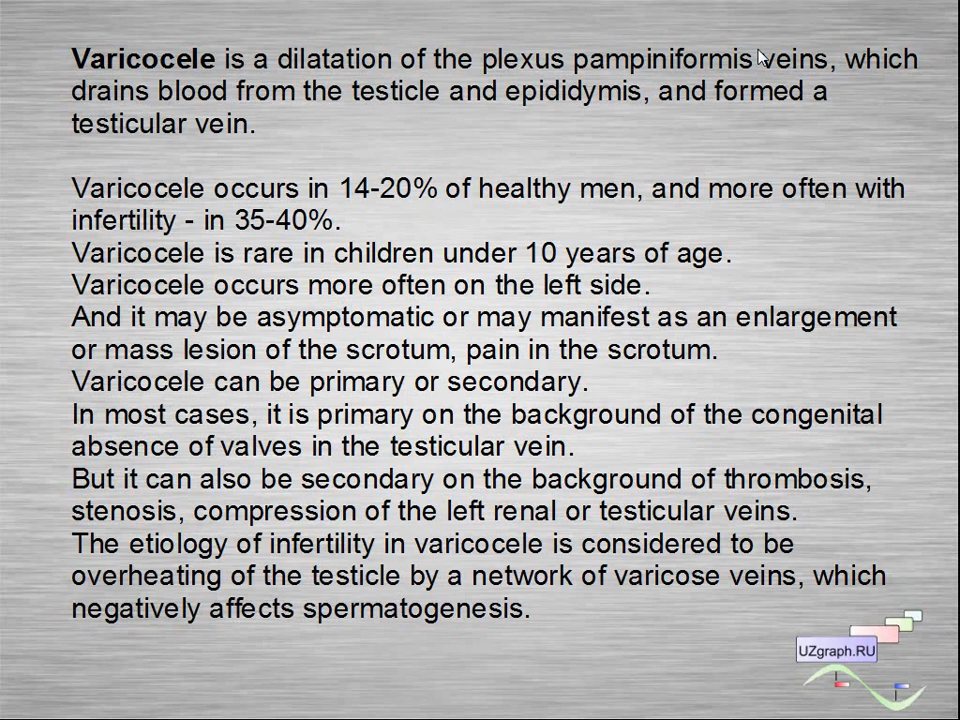 Varicocele is a dilatation of the plexus pampiniformis veins, which
drains blood from the testicle and epididymis, and formed a
testicular vein.
Varicocele occurs in 14-20% of healthy men, and more often with
infertility - in 35-40%.
Varicocele is rare in children under 10 years of age.
Varicocele occurs more often on the left side.
And it may be asymptomatic or may manifest as an enlargement
or mass lesion of the scrotum, pain in the scrotum.
Varicocele can be primary or secondary.
In most cases, it is primary on the background of the congenital
absence of valves in the testicular vein.
But it can also be secondary on the background of thrombosis,
stenosis, compression of the left renal or testicular veins.
The etiology of infertility in varicocele is considered to be
overheating of the testicle by a network of varicose veins, which
negatively affects spermatogenesis.
UZgraph.RU